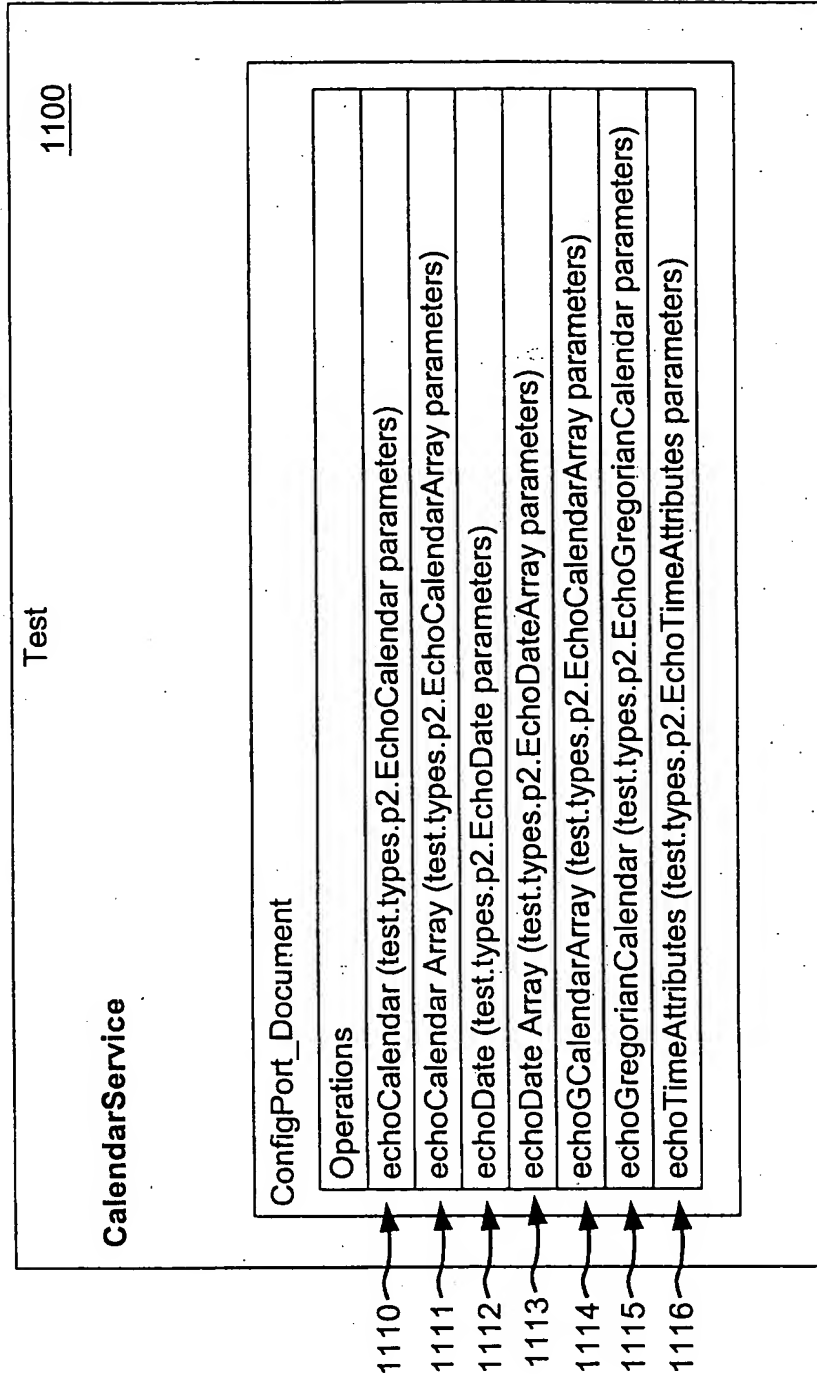 Test
1100
CalendarService
ConfigPort_Document
Operations
1110 echoCalendar (test.types.p2.EchoCalendar parameters)
1111 echoCalendar Array (test.types.p2.EchoCalendarArray parameters)
1112 echoDate (test.types.p2.EchoDate parameters)
1113 echoDate Array (test.types.p2.EchoDateArray parameters)
1114 echoGCalendarArray (test.types.p2.EchoCalendarArray parameters)
1115 echoGregorianCalendar (test.types.p2.EchoGregorianCalendar parameters)
1116 echoTimeAttributes (test.types.p2.EchoTimeAttributes parameters)